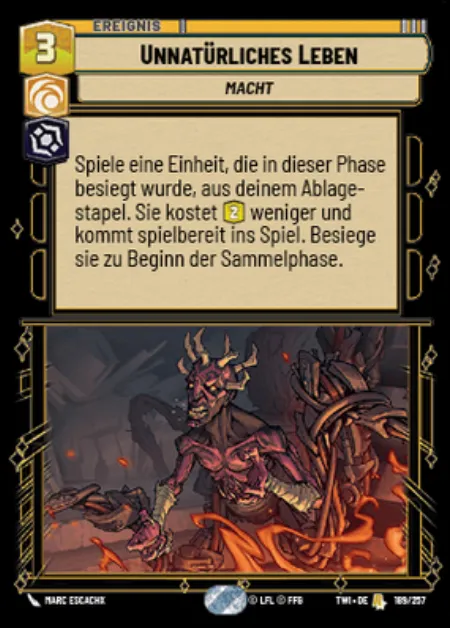 EREIGNIS
3
UNNATÜRLICHES LEBEN
MACHT
Spiele eine Einheit, die in dieser Phase
besiegt wurde, aus deinem Ablage-
stapel. Sie kostet 2 weniger und
kommt spielbereit ins Spiel. Besiege
sie zu Beginn der Sammelphase.
MARC ESCACHX © LFL © FFG TWI • DE 189/257